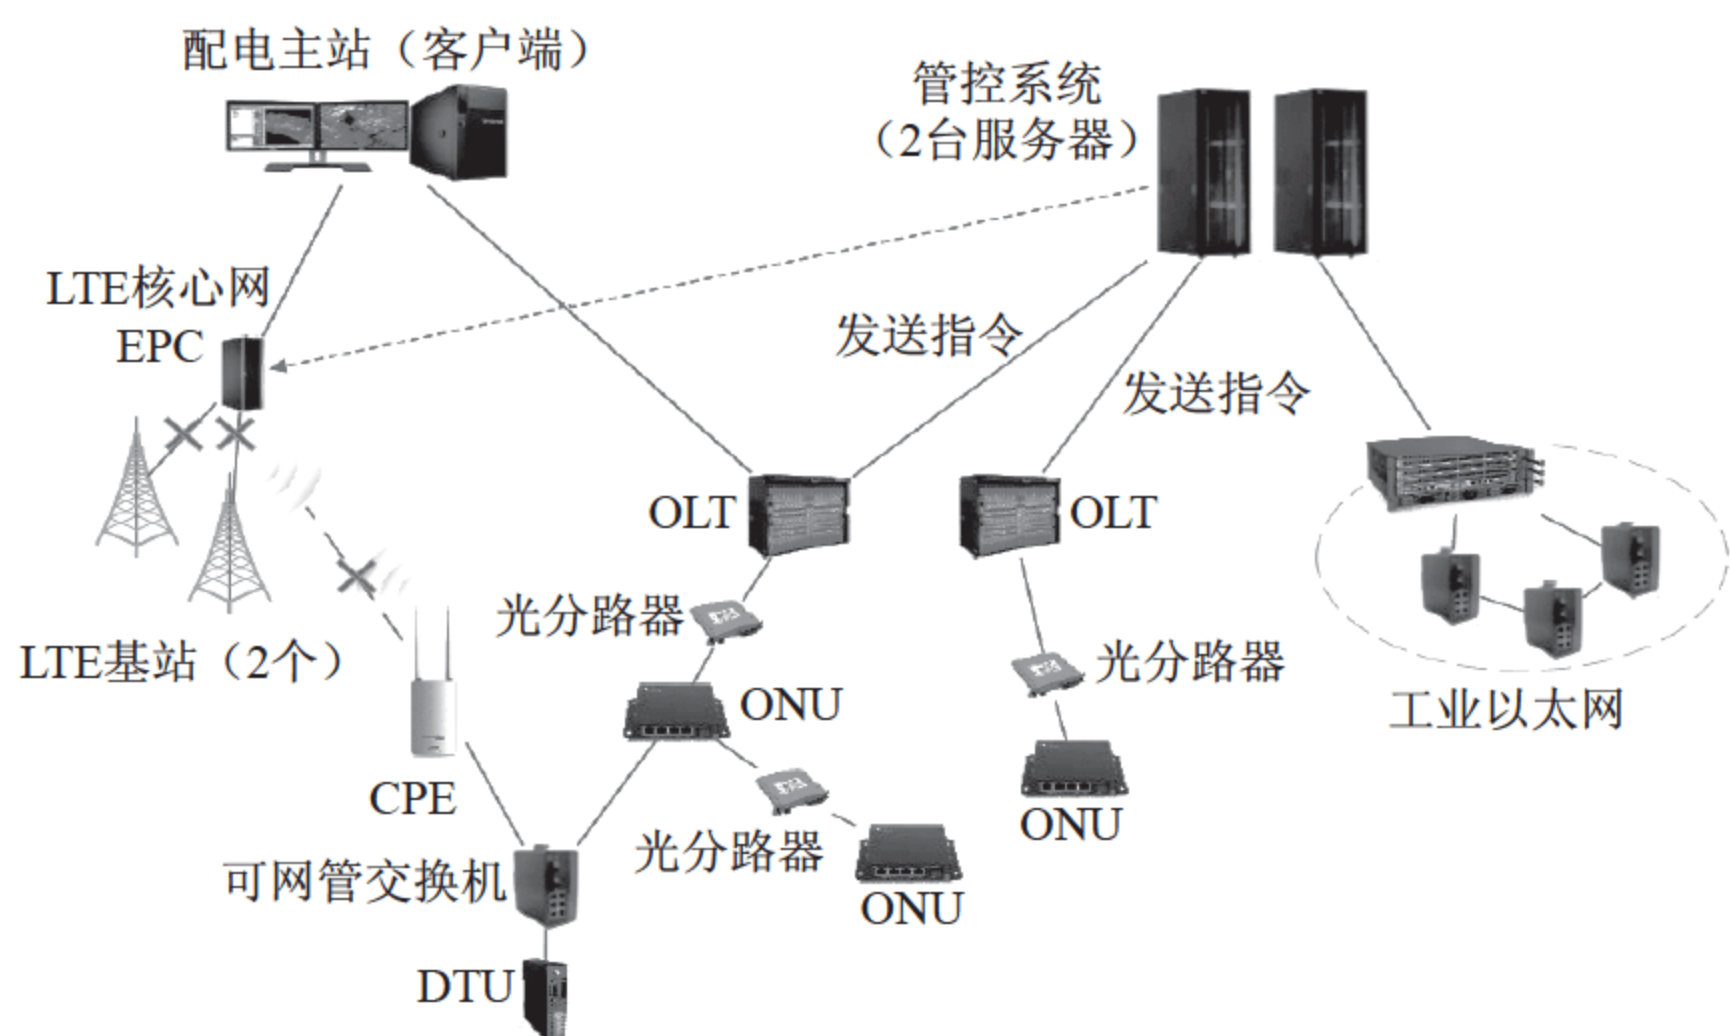 配电主站（客户端）
管控系统
（2台服务器）
LTE核心网
EPC
发送指令
发送指令
OLT
OLT
光分路器
光分路器
LTE基站（2个）
ONU
工业以太网
CPE
ONU
光分路器
可网管交换机
ONU
DTU